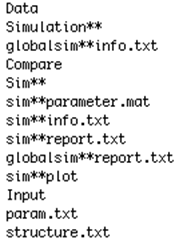 Data
Simulation**
globalsim**info.txt
Compare
Sim**
sim**parameter.mat
sim**info.txt
sim**report.txt
globalsim**report.txt
sim**plot
Input
param.txt
structure.txt